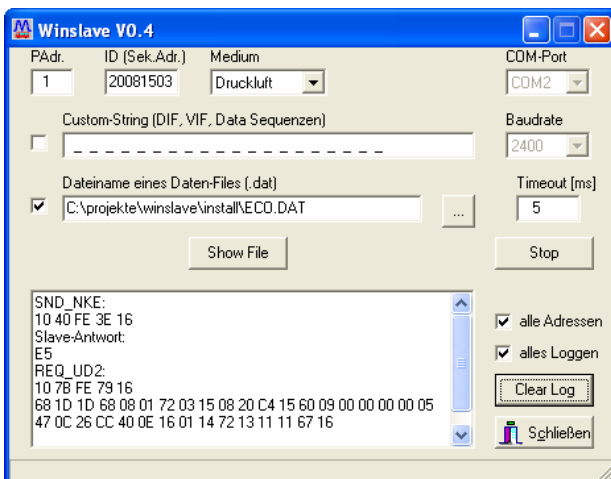 Winslave V0.4
PAdr. ID (Sek.Adr.) Medium COM-Port
1 20081503 Druckluft COM2
Custom-String (DIF, VIF, Data Sequenzen) Baudrate
_ _ _ _ _ _ _ _ _ _ _ _ _ _ _ _ _ _ _ _ 2400
Dateiname eines Daten-Files (.dat) Timeout [ms]
C:\projekte\winslave\install\ECO.DAT ... 5
Show File Stop
SND_NKE:
10 40 FE 3E 16
Slave-Antwort:
E5
REQ_UD2:
10 7B FE 79 16
68 1D 1D 68 08 01 72 03 15 08 20 C4 15 60 09 00 00 00 00 05
47 0C 26 CC 40 0E 16 01 14 72 13 11 11 67 16
alle Adressen
alles Loggen
Clear Log
Schließen